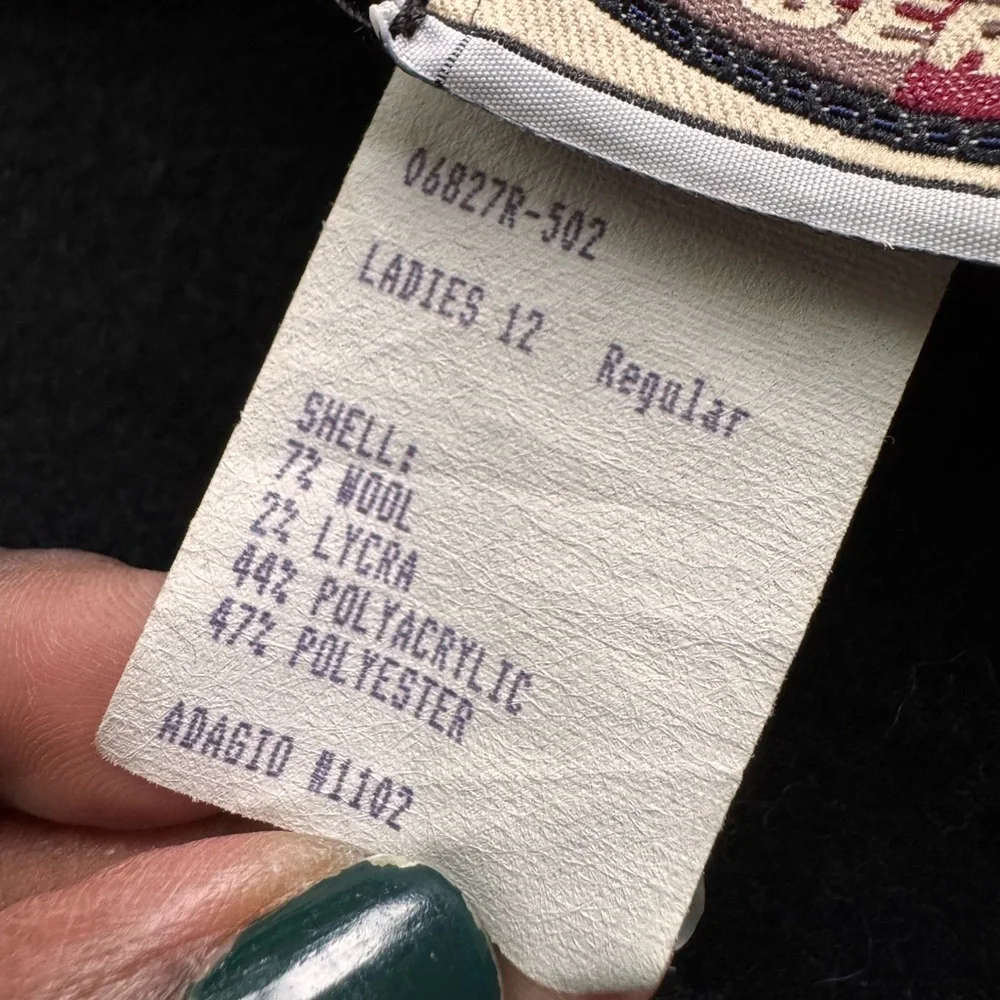 06827R-502
LADIES 12 Regular
SHELL:
7% WOOL
2% LYCRA
44% POLYACRYLIC
47% POLYESTER
ADAGIO #1102